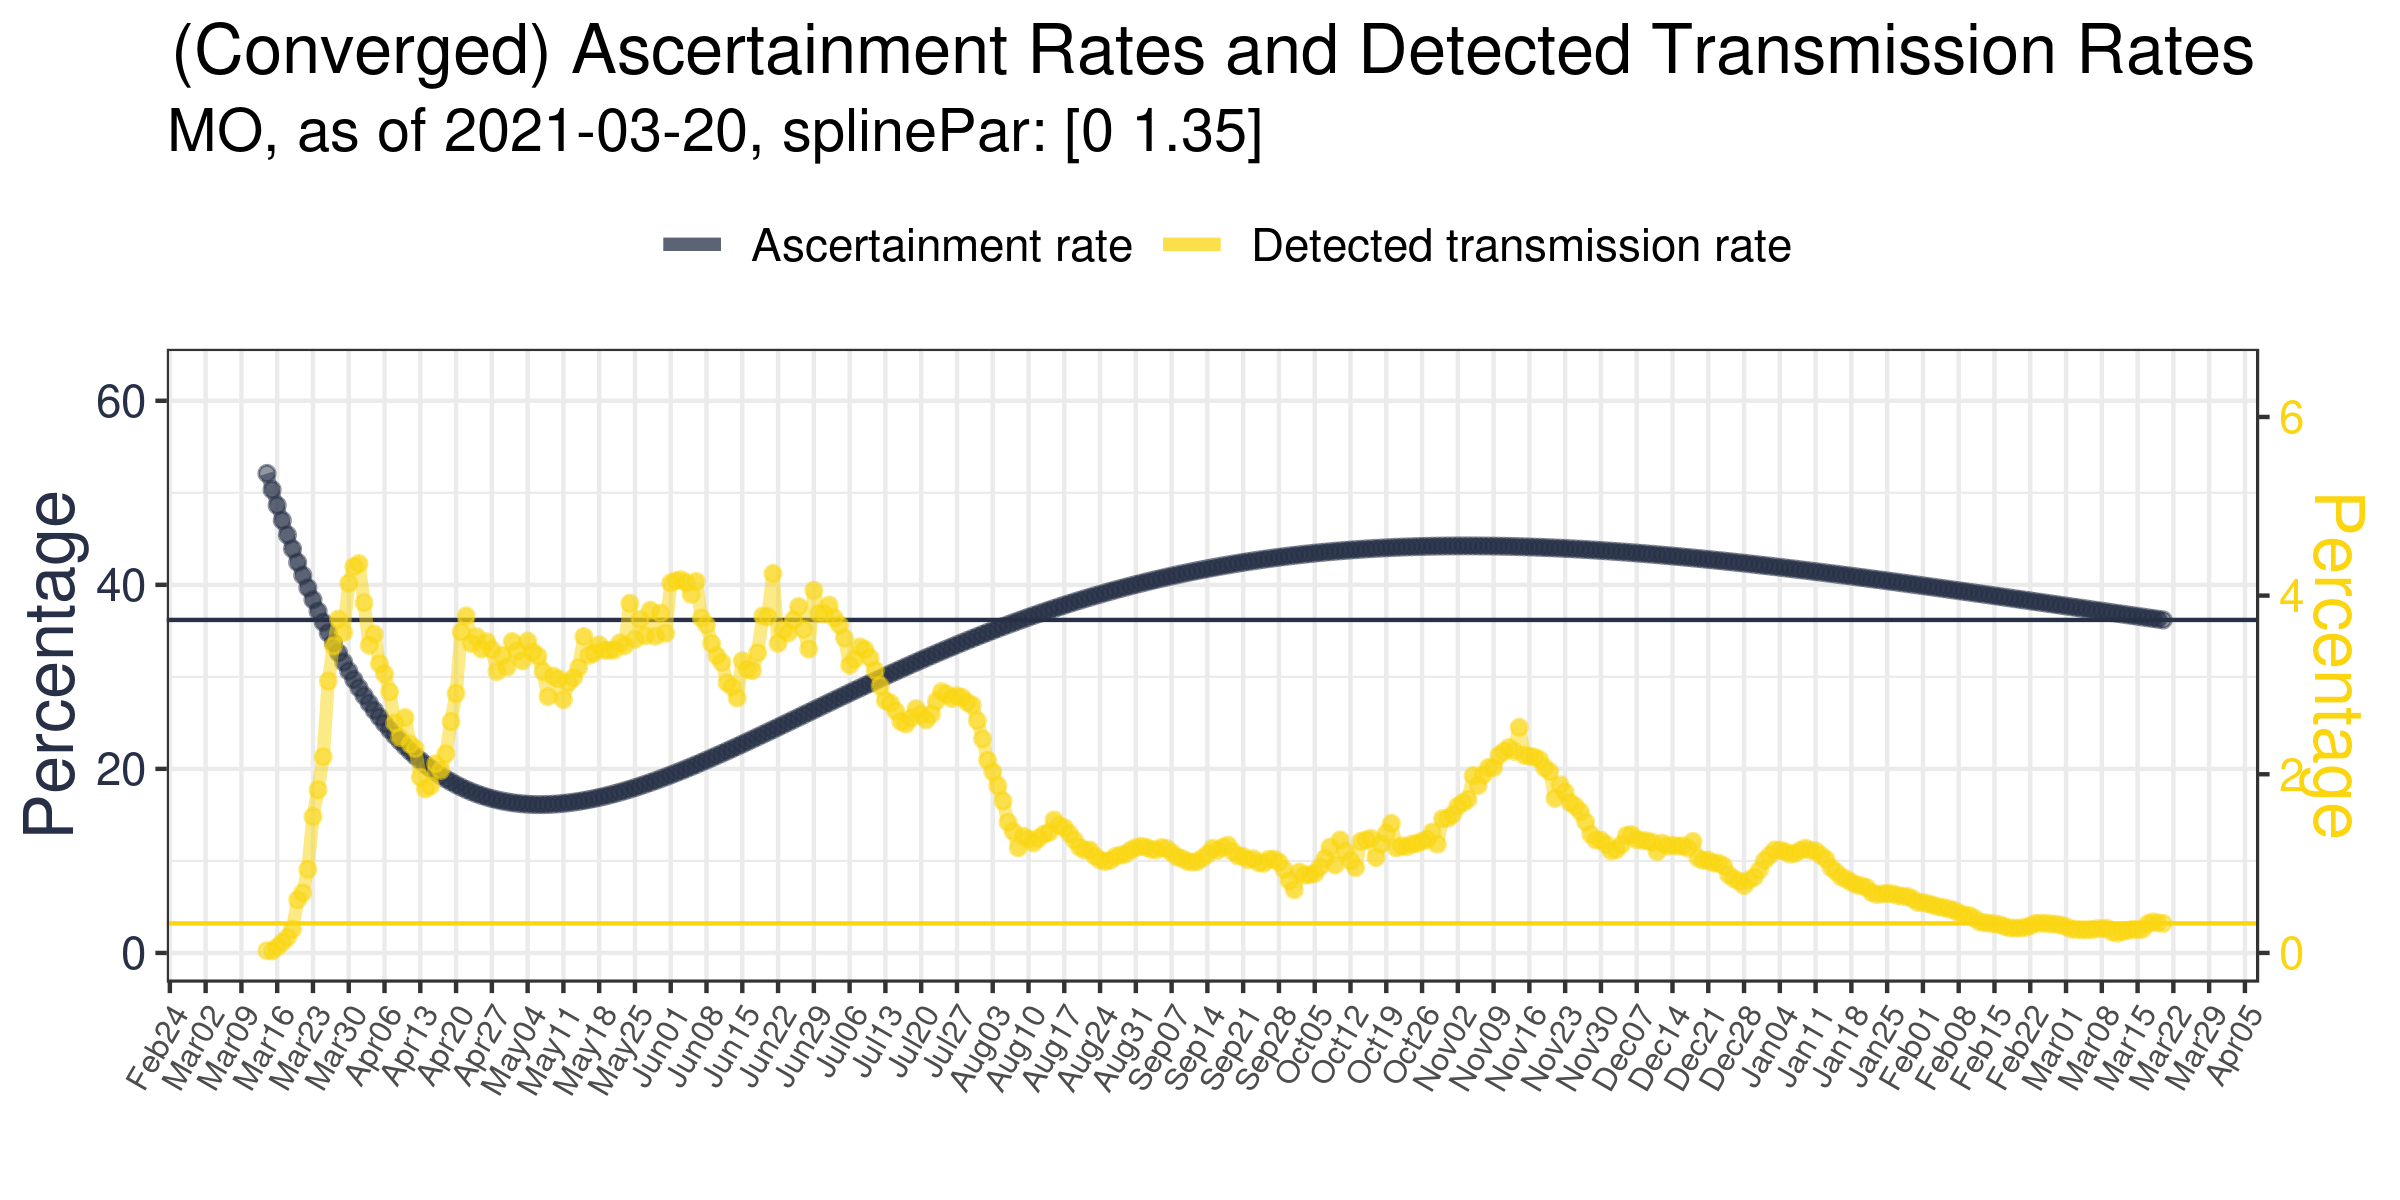 (Converged) Ascertainment Rates and Detected Transmission Rates
MO, as of 2021-03-20, splinePar: [0 1.35]
Ascertainment rate Detected transmission rate
Percentage
60
40
20
0
6
4
2
0
Percentage
Feb24 Mar02 Mar09 Mar16 Mar23 Mar30 Apr06 Apr13 Apr20 Apr27 May04 May11 May18 May25 Jun01 Jun08 Jun15 Jun22 Jun29 Jul06 Jul13 Jul20 Jul27 Aug03 Aug10 Aug17 Aug24 Aug31 Sep07 Sep14 Sep21 Sep28 Oct05 Oct12 Oct19 Oct26 Nov02 Nov09 Nov16 Nov23 Nov30 Dec07 Dec14 Dec21 Dec28 Jan04 Jan11 Jan18 Jan25 Feb01 Feb08 Feb15 Feb22 Mar01 Mar08 Mar15 Mar22 Mar29 Apr05